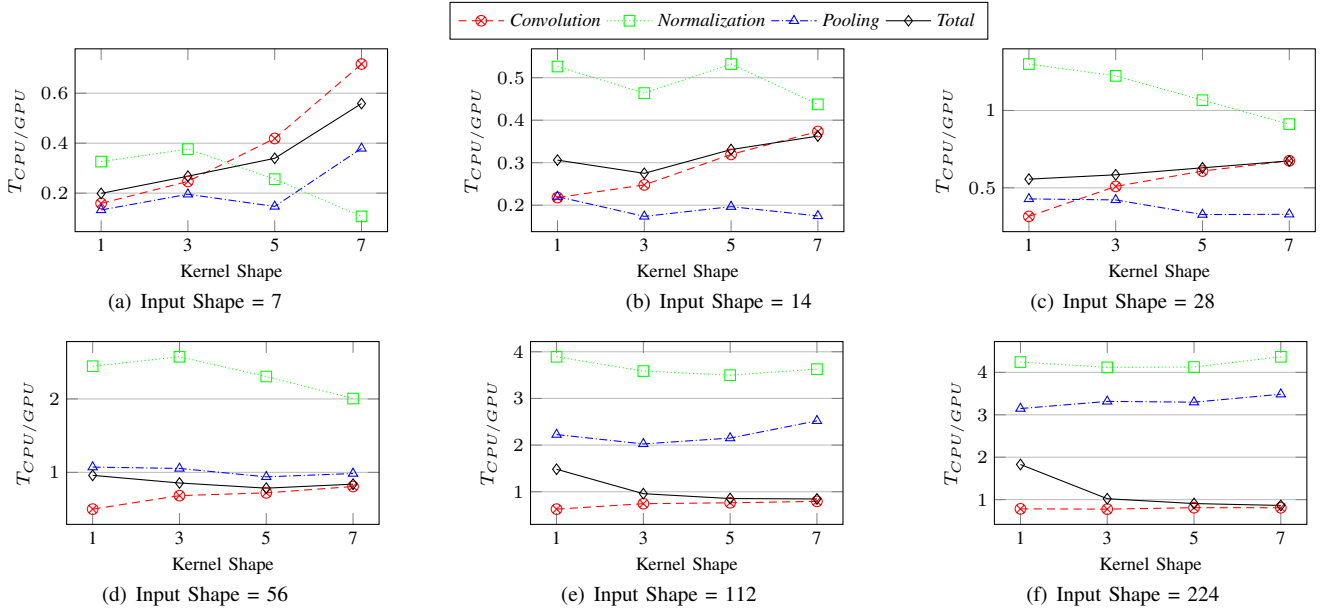 Convolution Normalization Pooling Total
T_{CPU/GPU}
0.6
0.4
0.2
1 3 5 7
Kernel Shape
(a) Input Shape = 7
T_{CPU/GPU}
0.5
0.4
0.3
0.2
1 3 5 7
Kernel Shape
(b) Input Shape = 14
T_{CPU/GPU}
1
0.5
1 3 5 7
Kernel Shape
(c) Input Shape = 28
T_{CPU/GPU}
2
1
1 3 5 7
Kernel Shape
(d) Input Shape = 56
T_{CPU/GPU}
4
3
2
1
1 3 5 7
Kernel Shape
(e) Input Shape = 112
T_{CPU/GPU}
4
3
2
1
1 3 5 7
Kernel Shape
(f) Input Shape = 224